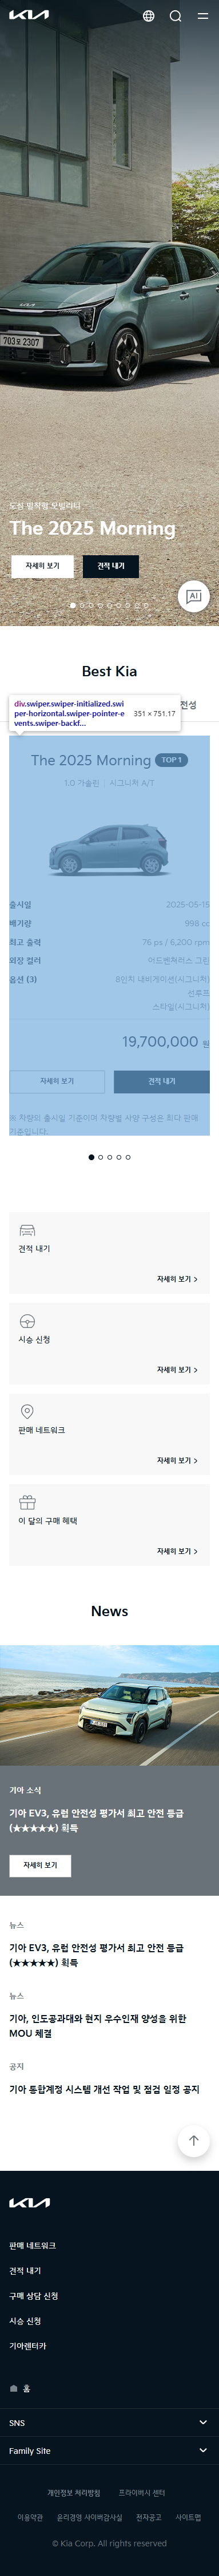 KIA
703모 2307
도심 밀착형 모빌리티
The 2025 Morning
자세히 보기
견적 내기
AI
Best Kia
전성
div.swiper.swiper-initialized.swi
per-horizontal.swiper-pointer-e
vents.swiper-backf...
351 × 751.17
The 2025 Morning TOP 1
1.0 가솔린 | 시그니처 A/T
출시일 2025-05-15
배기량 998 cc
최고 출력 76 ps / 6,200 rpm
외장 컬러 어드벤처러스 그린
옵션 (3) 8인치 내비게이션(시그니처)
선루프
스타일(시그니처)
19,700,000 원
자세히 보기
견적 내기
※ 차량의 출시일 기준이며 차량별 사양 구성은 최다 판매
기준입니다.
견적 내기
자세히 보기 >
시승 신청
자세히 보기 >
판매 네트워크
자세히 보기 >
이 달의 구매 혜택
자세히 보기 >
News
기아 소식
기아 EV3, 유럽 안전성 평가서 최고 안전 등급
(★★★★★) 획득
자세히 보기
뉴스
기아 EV3, 유럽 안전성 평가서 최고 안전 등급
(★★★★★) 획득
뉴스
기아, 인도공과대와 현지 우수인재 양성을 위한
MOU 체결
공지
기아 통합계정 시스템 개선 작업 및 점검 일정 공지
KIA
판매 네트워크
견적 내기
구매 상담 신청
시승 신청
기아렌터카
홈
SNS
Family Site
개인정보 처리방침 프라이버시 센터
이용약관 윤리경영 사이버감사실 전자공고 사이트맵
© Kia Corp. All rights reserved